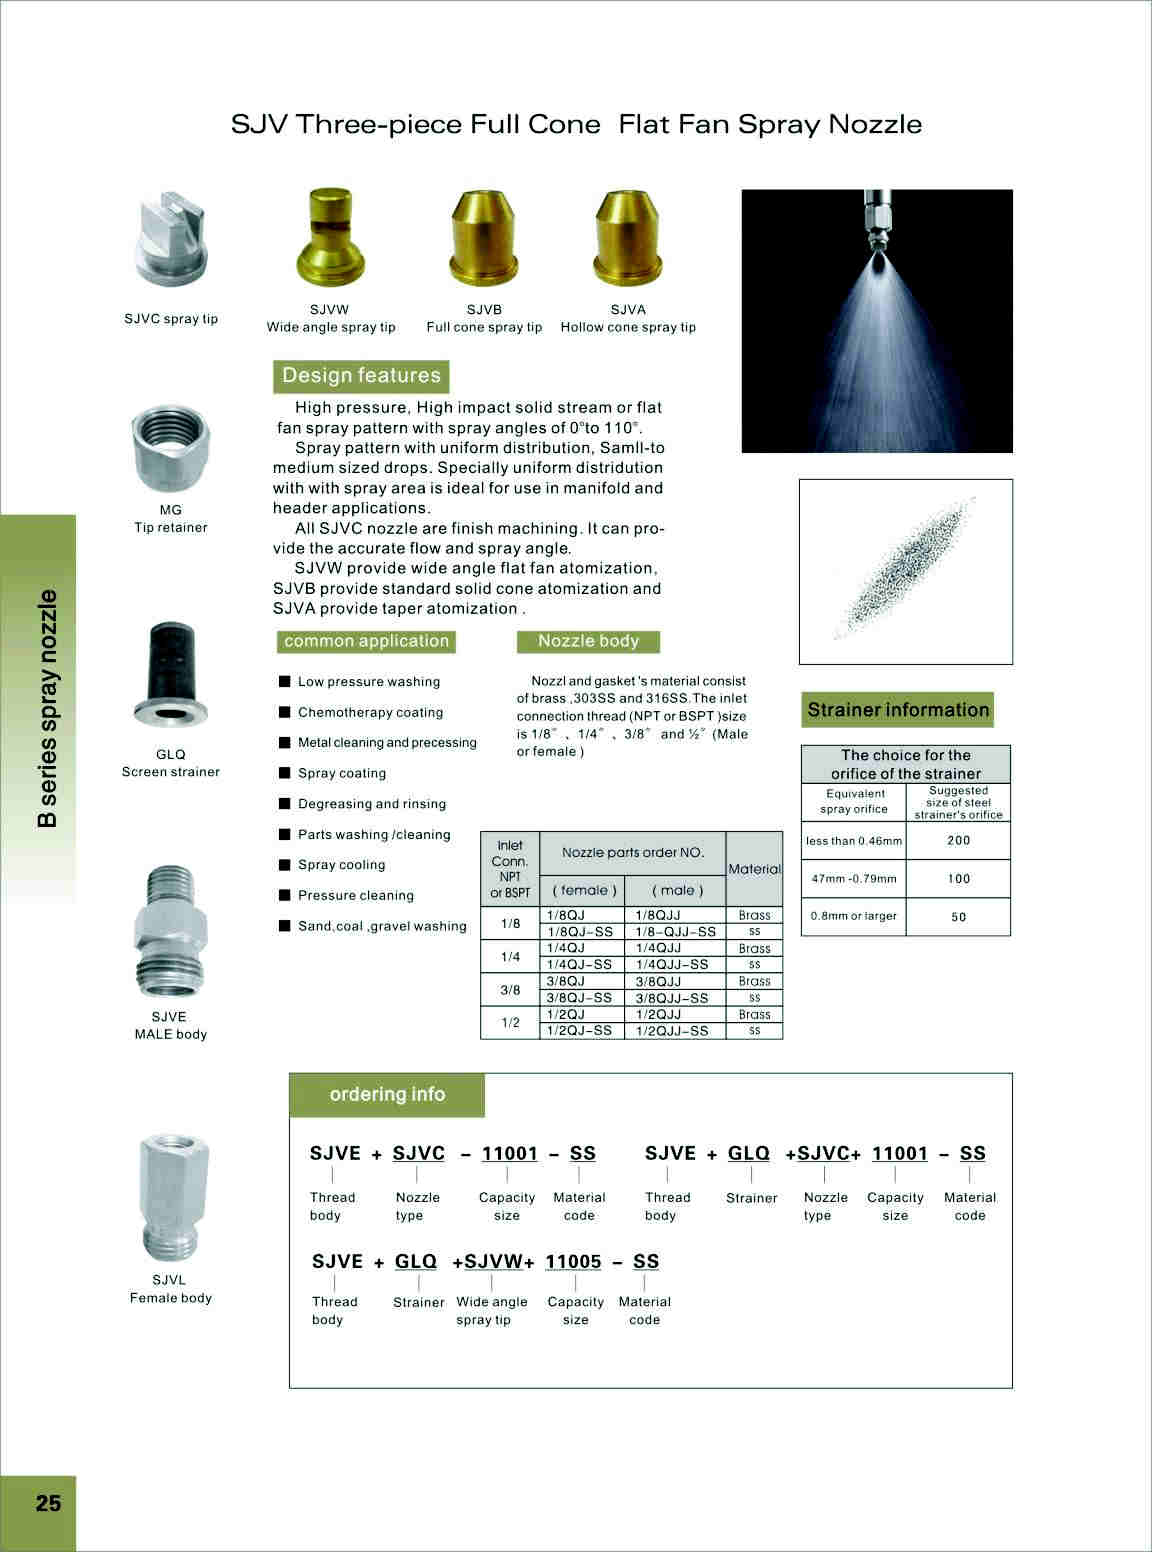 SJV Three-piece Full Cone Flat Fan Spray Nozzle
SJVC spray tip
SJVW
Wide angle spray tip
SJVB
Full cone spray tip
SJVA
Hollow cone spray tip
Design features
High pressure, High impact solid stream or flat
fan spray pattern with spray angles of 0°to 110°.
Spray pattern with uniform distribution, Samll-to
medium sized drops. Specially uniform distridution
with with spray area is ideal for use in manifold and
header applications.
All SJVC nozzle are finish machining. It can pro-
vide the accurate flow and spray angle.
SJVW provide wide angle flat fan atomization,
SJVB provide standard solid cone atomization and
SJVA provide taper atomization .
MG
Tip retainer
GLQ
Screen strainer
SJVE
MALE body
SJVL
Female body
B series spray nozzle
common application
■ Low pressure washing
■ Chemotherapy coating
■ Metal cleaning and precessing
■ Spray coating
■ Degreasing and rinsing
■ Parts washing /cleaning
■ Spray cooling
■ Pressure cleaning
■ Sand,coal ,gravel washing
Nozzle body
Nozzl and gasket 's material consist
of brass ,303SS and 316SS.The inlet
connection thread (NPT or BSPT )size
is 1/8″ 、1/4″ 、3/8″ and ½″ (Male
or female )
Strainer information
The choice for the
orifice of the strainer
Equivalent
spray orifice
Suggested
size of steel
strainer's orifice
less than 0.46mm 200
47mm -0.79mm 100
0.8mm or larger 50
Inlet
Conn.
NPT
or BSPT
Nozzle parts order NO.
( female ) ( male )
Material
1/8
1/8QJ 1/8QJJ Brass
1/8QJ-SS 1/8-QJJ-SS ss
1/4
1/4QJ 1/4QJJ Brass
1/4QJ-SS 1/4QJJ-SS ss
3/8
3/8QJ 3/8QJJ Brass
3/8QJ-SS 3/8QJJ-SS ss
1/2
1/2QJ 1/2QJJ Brass
1/2QJ-SS 1/2QJJ-SS ss
ordering info
SJVE + SJVC - 11001 - SS
Thread Nozzle Capacity Material
body type size code
SJVE + GLQ +SJVC+ 11001 - SS
Thread Strainer Nozzle Capacity Material
body type size code
SJVE + GLQ +SJVW+ 11005 - SS
Thread Strainer Wide angle Capacity Material
body spray tip size code
25